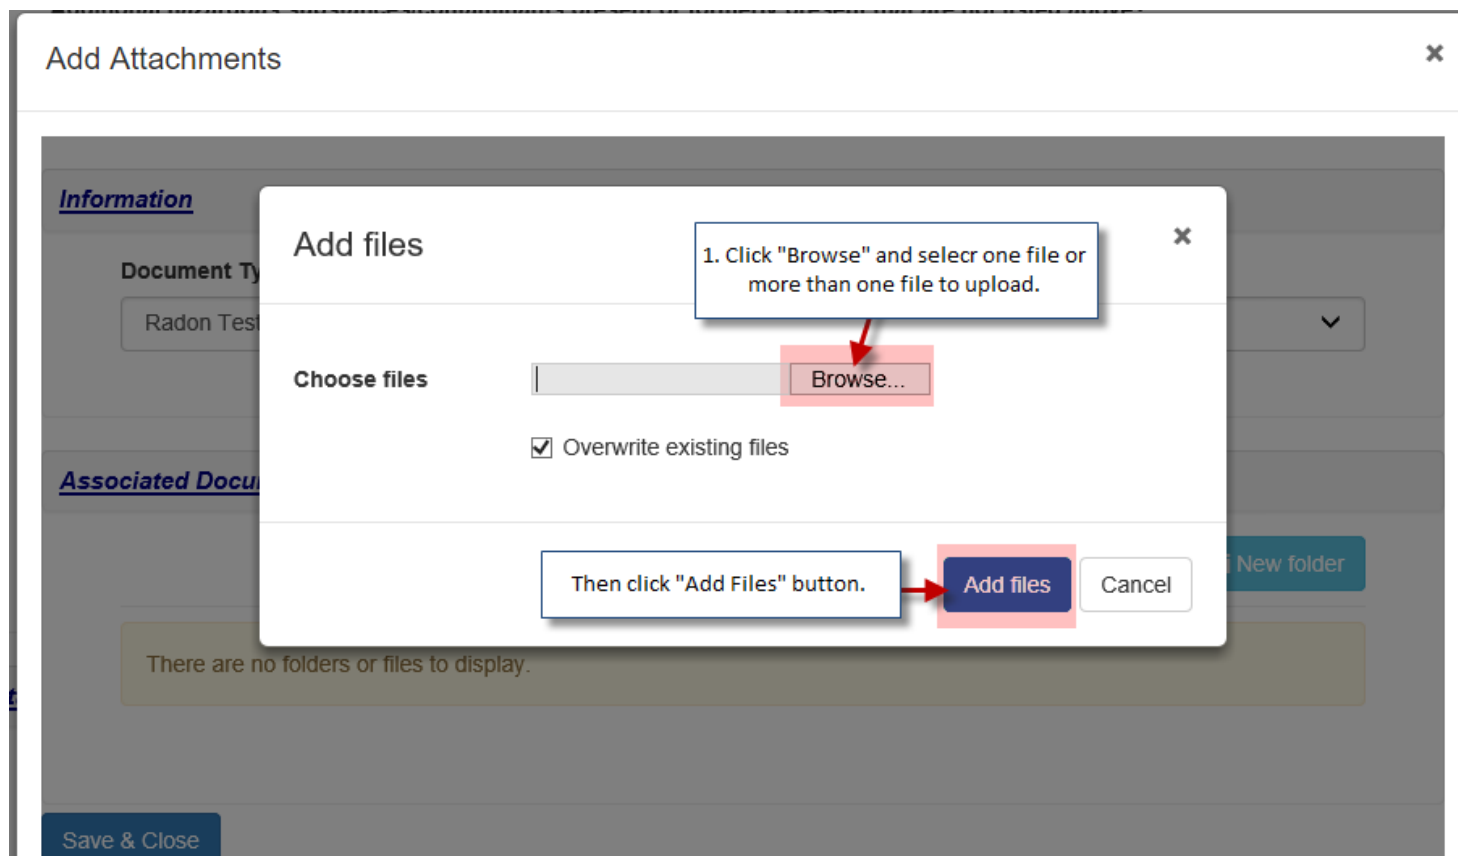 Add Attachments
Information
Document Ty
Radon Test
Add files
1. Click "Browse" and selecr one file or
more than one file to upload.
Choose files
Browse...
Overwrite existing files
Associated Docu
New folder
Then click "Add Files" button.
Add files
Cancel
There are no folders or files to display.
Save & Close